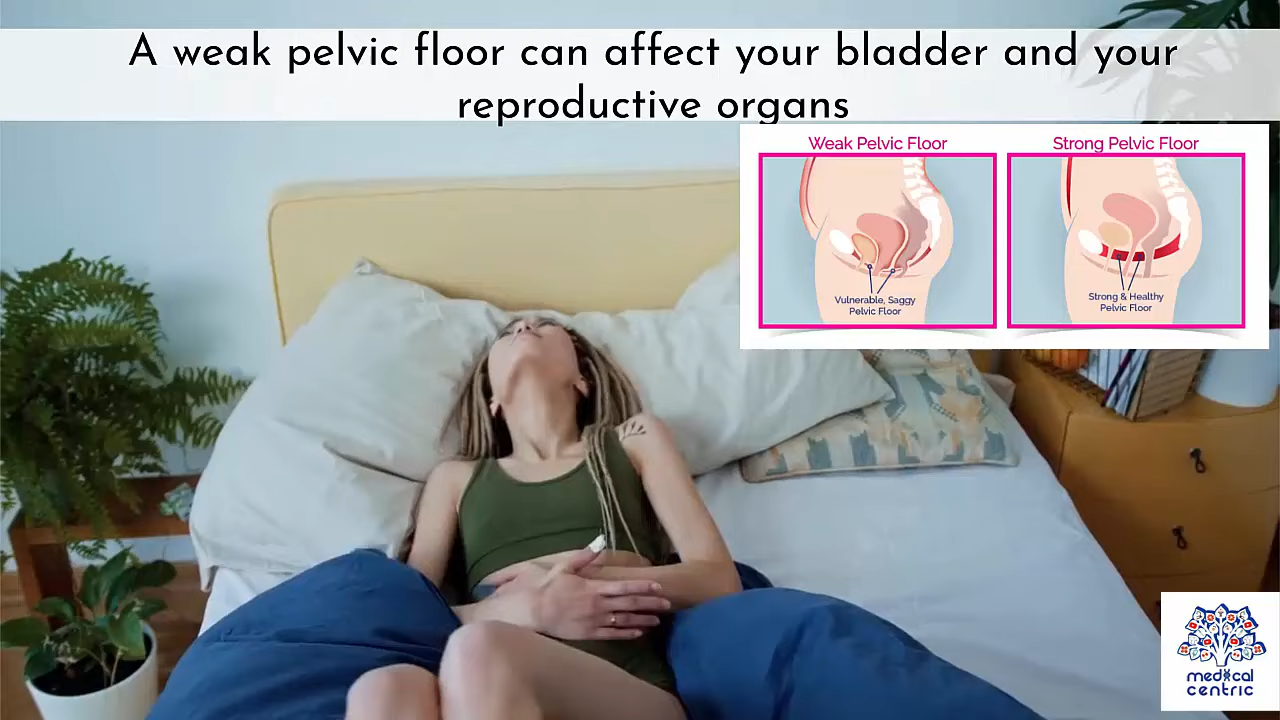 A weak pelvic floor can affect your bladder and your
reproductive organs
Weak Pelvic Floor
Strong Pelvic Floor
Vulnerable, Saggy
Pelvic Floor
Strong & Healthy
Pelvic Floor
medical
centric